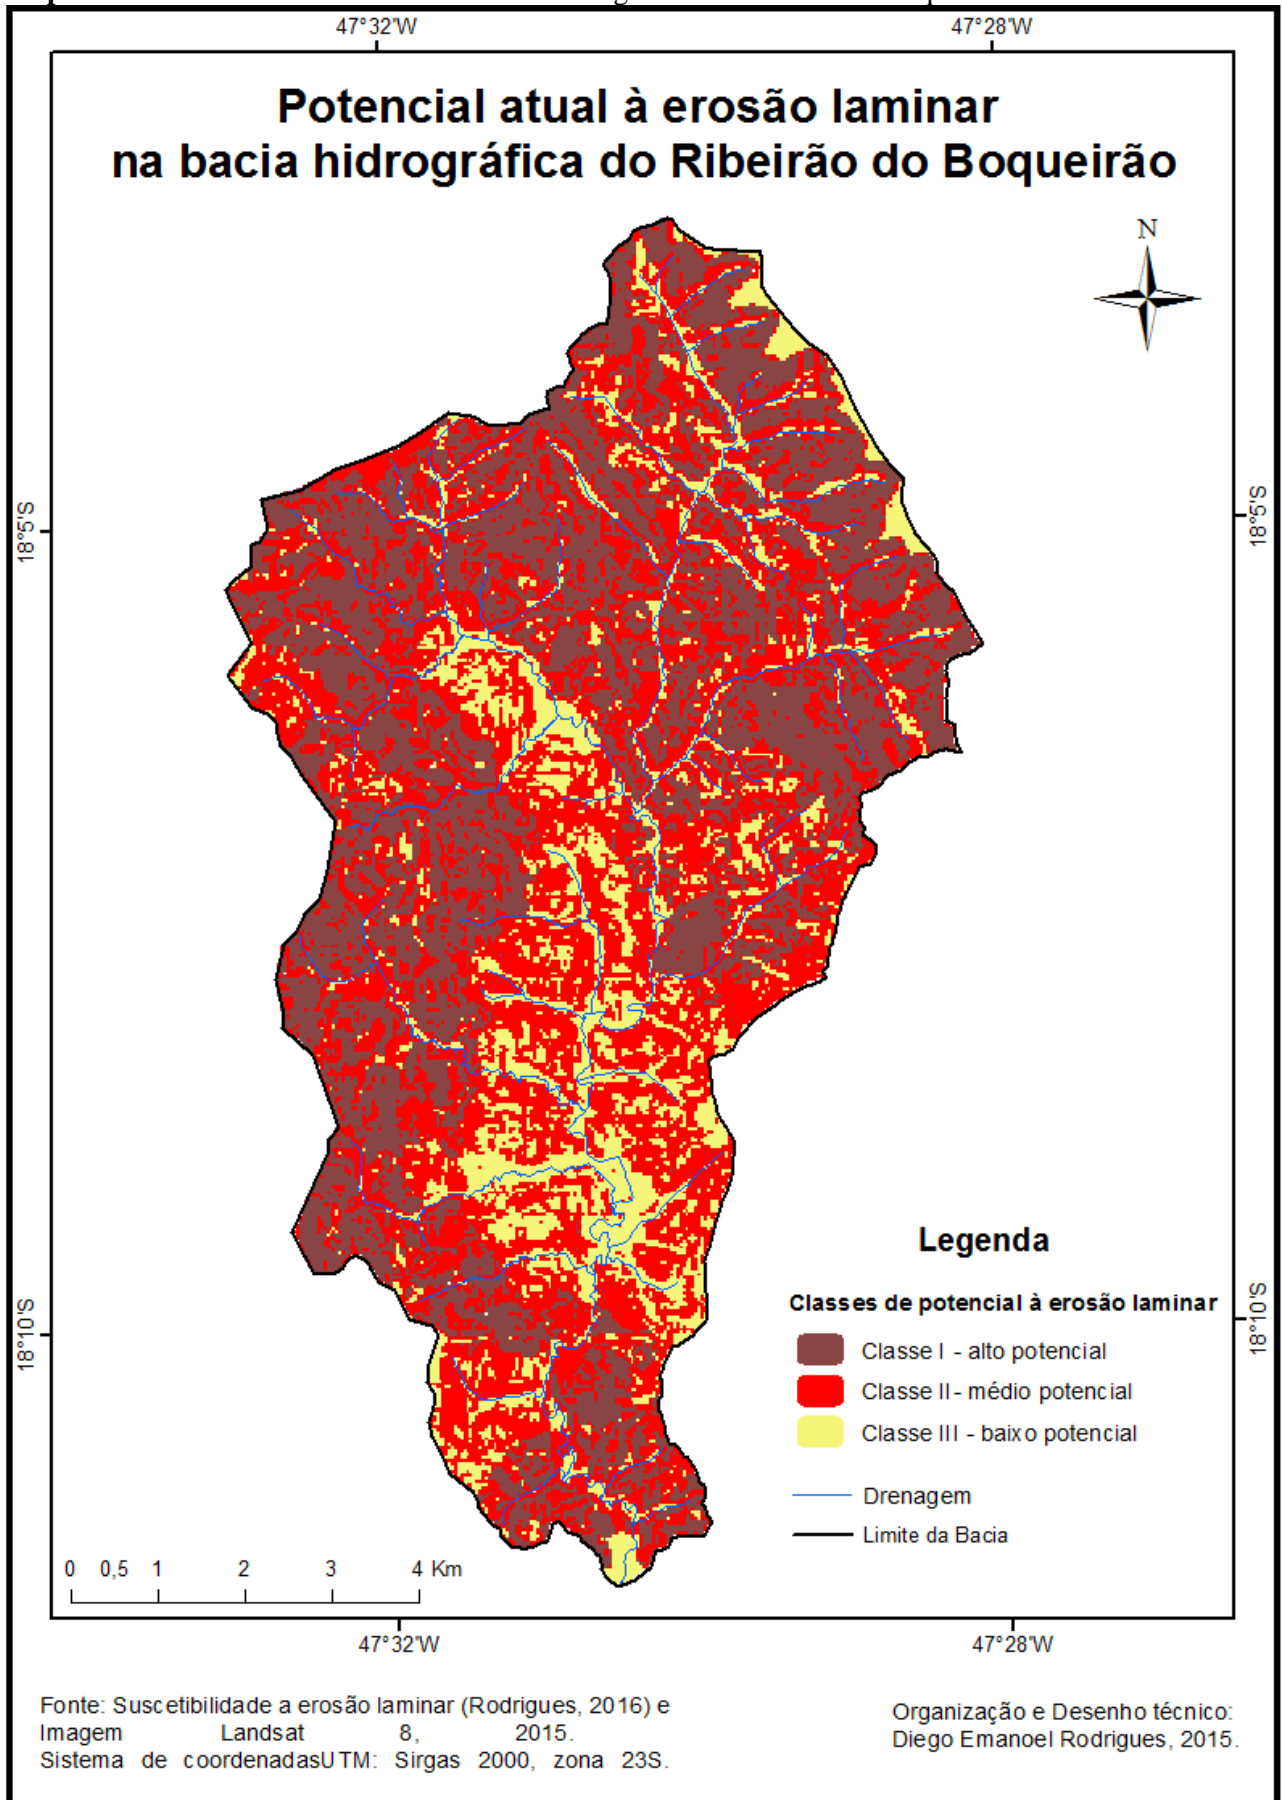 47°32'W
47°28'W
Potencial atual à erosão laminar
na bacia hidrográfica do Ribeirão do Boqueirão
N
18°5'S
18°5'S
18°10'S
18°10'S
Legenda
Classes de potencial à erosão laminar
Classe I - alto potencial
Classe II - médio potencial
Classe III - baixo potencial
Drenagem
Limite da Bacia
0 0,5 1 2 3 4 Km
47°32'W
47°28'W
Fonte: Suscetibilidade a erosão laminar (Rodrigues, 2016) e
Imagem Landsat 8, 2015.
Sistema de coordenadasUTM: Sirgas 2000, zona 23S.
Organização e Desenho técnico:
Diego Emanoel Rodrigues, 2015.